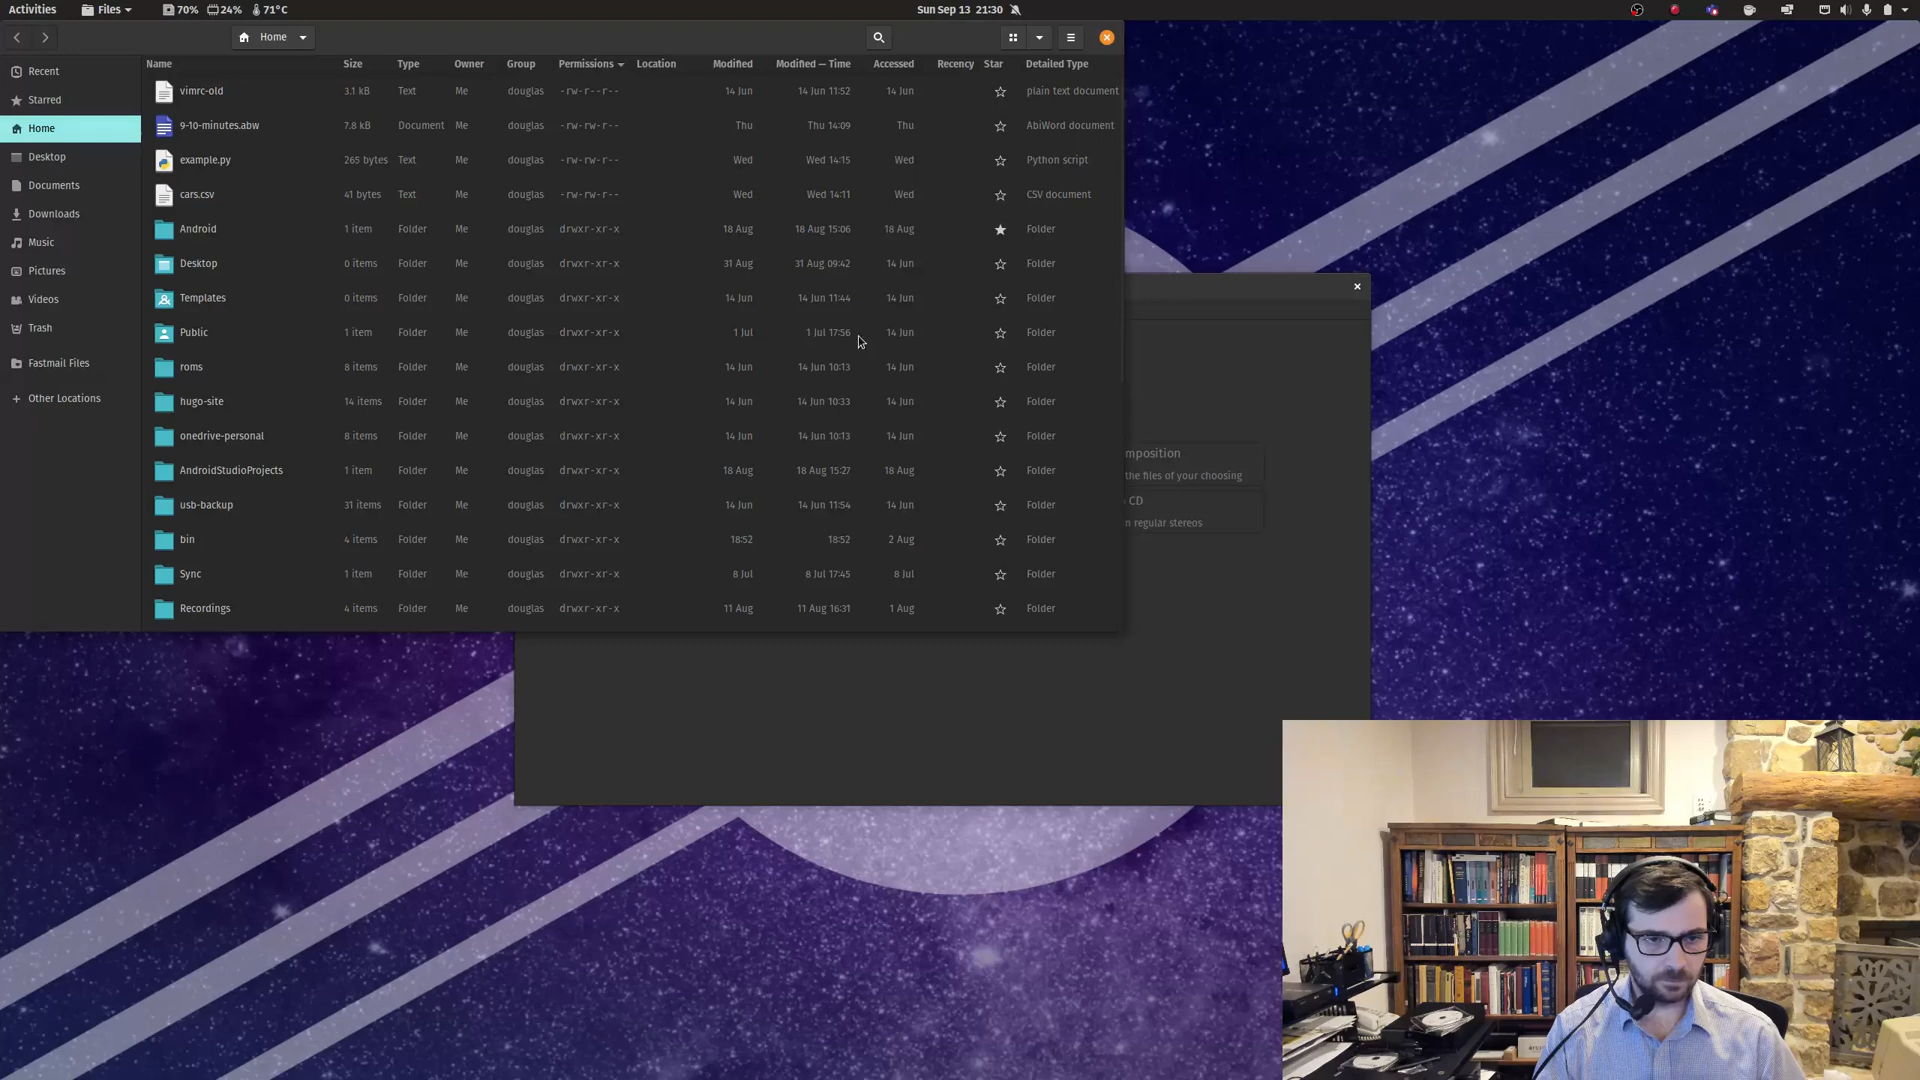 Activities Files 70% 24% 71°C Sun Sep 13 21:30
Home
Name Size Type Owner Group Permissions Location Modified Modified — Time Accessed Recency Star Detailed Type
Recent
Starred
Home
Desktop
Documents
Downloads
Music
Pictures
Videos
Trash
Fastmail Files
Other Locations
vimrc-old 3.1 kB Text Me douglas -rw-r--r-- 14 Jun 14 Jun 11:52 14 Jun plain text document
9-10-minutes.abw 7.8 kB Document Me douglas -rw-rw-r-- Thu Thu 14:09 Thu AbiWord document
example.py 265 bytes Text Me douglas -rw-rw-r-- Wed Wed 14:15 Wed Python script
cars.csv 41 bytes Text Me douglas -rw-rw-r-- Wed Wed 14:11 Wed CSV document
Android 1 item Folder Me douglas drwxr-xr-x 18 Aug 18 Aug 15:06 18 Aug Folder
Desktop 0 items Folder Me douglas drwxr-xr-x 31 Aug 31 Aug 09:42 14 Jun Folder
Templates 0 items Folder Me douglas drwxr-xr-x 14 Jun 14 Jun 11:44 14 Jun Folder
Public 1 item Folder Me douglas drwxr-xr-x 1 Jul 1 Jul 17:56 14 Jun Folder
roms 8 items Folder Me douglas drwxr-xr-x 14 Jun 14 Jun 10:13 14 Jun Folder
hugo-site 14 items Folder Me douglas drwxr-xr-x 14 Jun 14 Jun 10:33 14 Jun Folder
onedrive-personal 8 items Folder Me douglas drwxr-xr-x 14 Jun 14 Jun 10:13 14 Jun Folder
AndroidStudioProjects 1 item Folder Me douglas drwxr-xr-x 18 Aug 18 Aug 15:27 18 Aug Folder
usb-backup 31 items Folder Me douglas drwxr-xr-x 14 Jun 14 Jun 11:54 14 Jun Folder
bin 4 items Folder Me douglas drwxr-xr-x 18:52 18:52 2 Aug Folder
Sync 1 item Folder Me douglas drwxr-xr-x 8 Jul 8 Jul 17:45 8 Jul Folder
Recordings 4 items Folder Me douglas drwxr-xr-x 11 Aug 11 Aug 16:31 1 Aug Folder
mposition
the files of your choosing
CD
n regular stereos